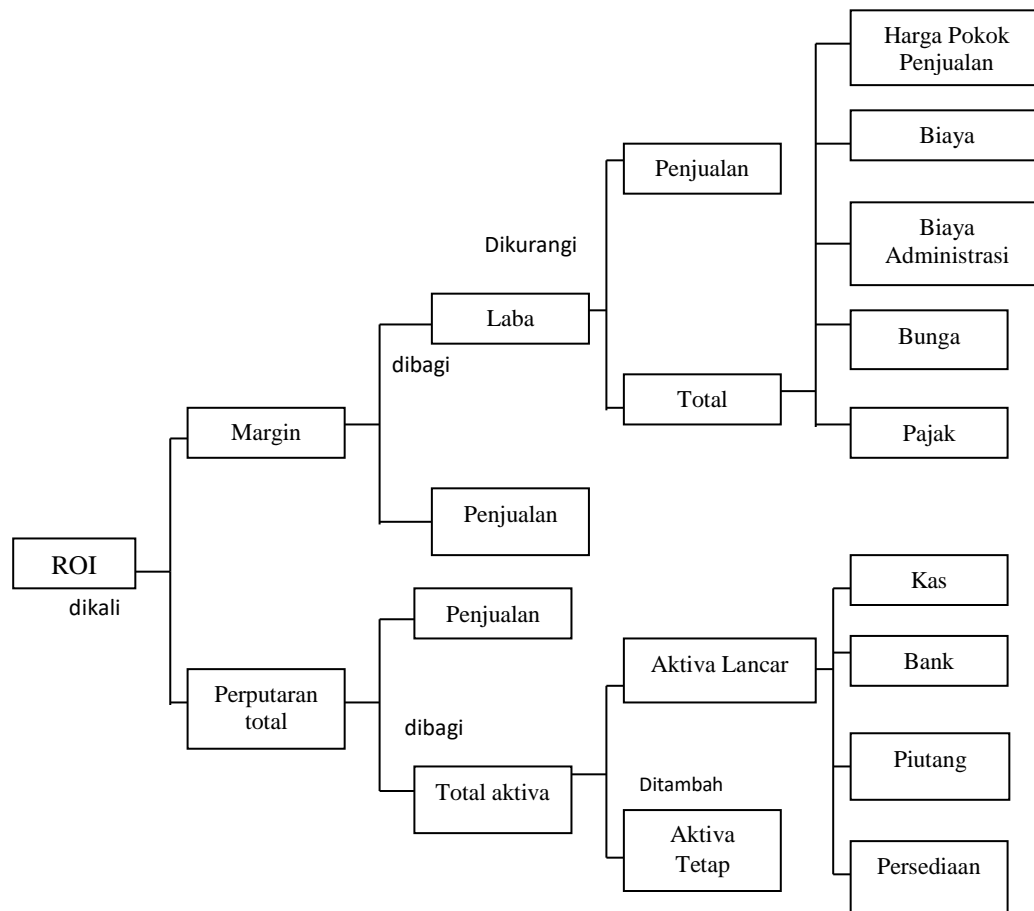 Harga Pokok
Penjualan
Biaya
Penjualan
Biaya
Administrasi
Dikurangi
Laba
Bunga
dibagi
Total
Margin
Pajak
Penjualan
ROI
dikali
Kas
Penjualan
Aktiva Lancar
Bank
Perputaran
total
dibagi
Piutang
Total aktiva
Ditambah
Aktiva
Tetap
Persediaan